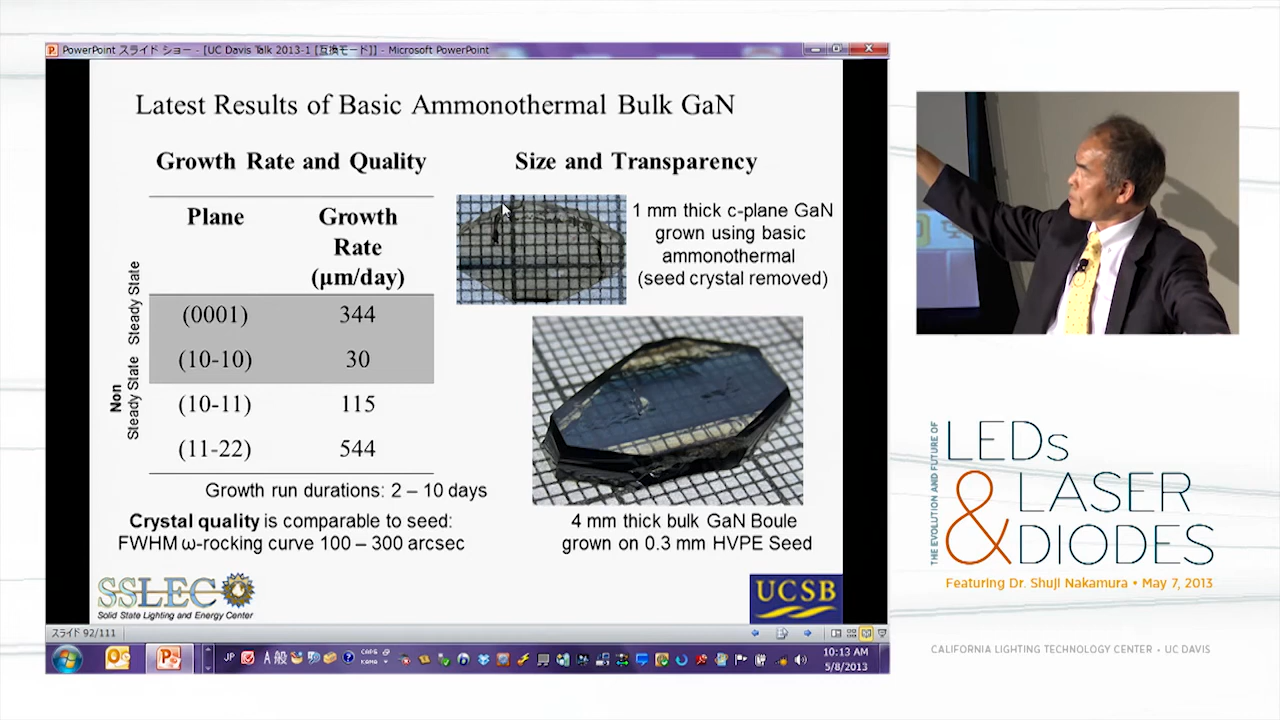 PowerPoint スライド ショー - [UC Davis Talk 2013-1 [互換モード]] - Microsoft PowerPoint
Latest Results of Basic Ammonothermal Bulk GaN
Growth Rate and Quality
Plane
Growth
Rate
(µm/day)
Steady State
(0001)
344
(10-10)
30
Non
Steady State
(10-11)
115
(11-22)
544
Growth run durations: 2 – 10 days
Crystal quality is comparable to seed:
FWHM ω-rocking curve 100 – 300 arcsec
Size and Transparency
1 mm thick c-plane GaN
grown using basic
ammonothermal
(seed crystal removed)
4 mm thick bulk GaN Boule
grown on 0.3 mm HVPE Seed
SSLEC
Solid State Lighting and Energy Center
UCSB
スライド 92/111
JP
A 般
CAPS
KANA
10:13 AM
5/8/2013
THE EVOLUTION AND FUTURE OF
LEDs
& LASER
DIODES
Featuring Dr. Shuji Nakamura • May 7, 2013
CALIFORNIA LIGHTING TECHNOLOGY CENTER • UC DAVIS